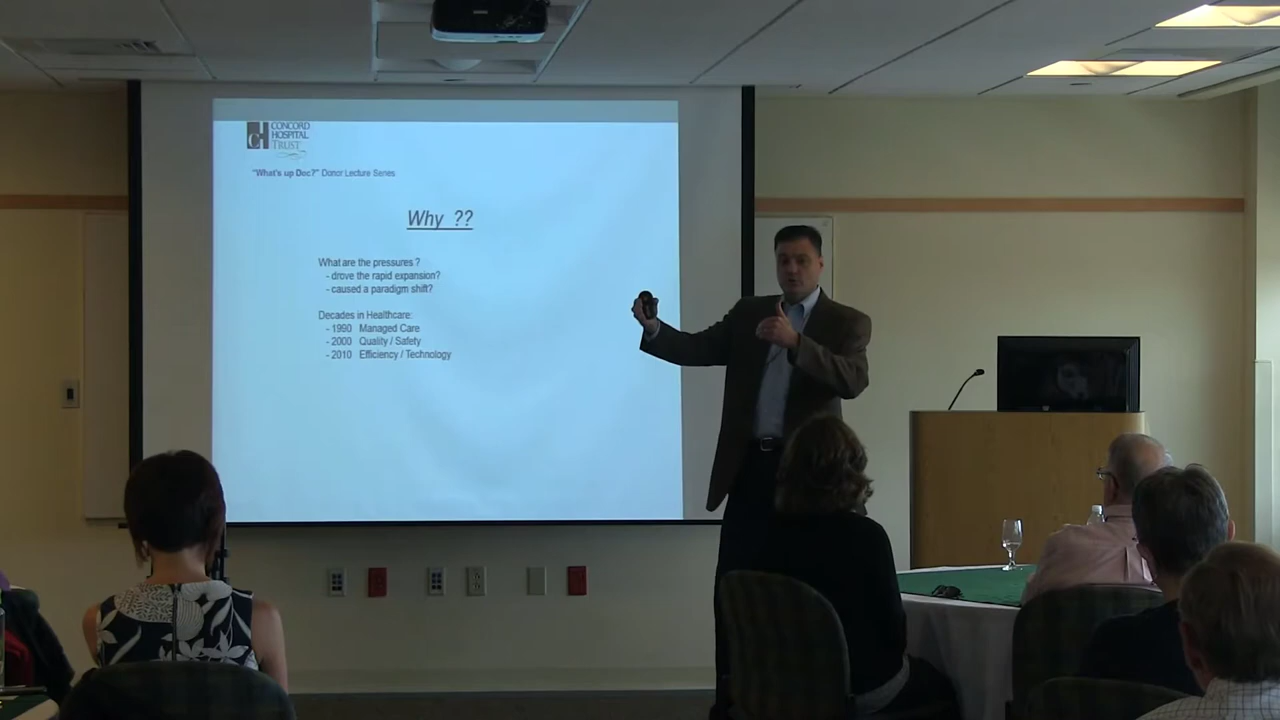 CONCORD
HOSPITAL
TRUST
"What's up Doc?" Donor Lecture Series
Why ??
What are the pressures ?
- drove the rapid expansion?
- caused a paradigm shift?
Decades in Healthcare:
- 1990 Managed Care
- 2000 Quality / Safety
- 2010 Efficiency / Technology